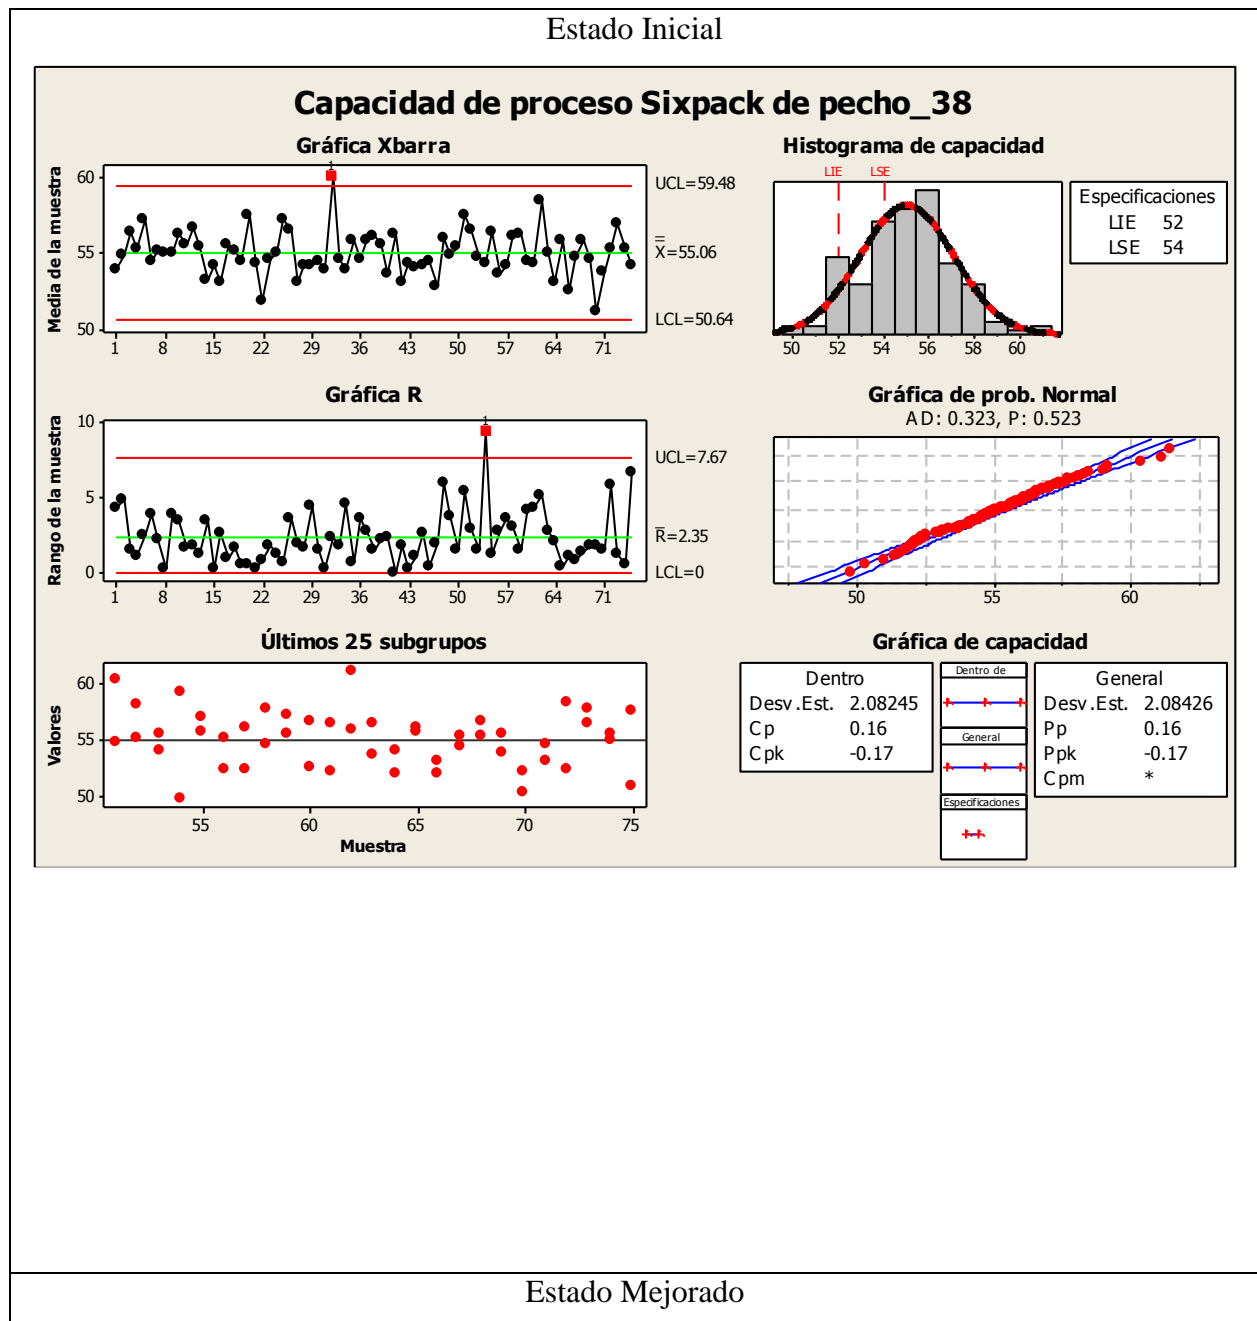 Estado Inicial
Capacidad de proceso Sixpack de pecho_38
Gráfica Xbarra
Media de la muestra
60
55
50
1 8 15 22 29 36 43 50 57 64 71
1
UCL=59.48
X=55.06
LCL=50.64
Histograma de capacidad
LIE LSE
50 52 54 56 58 60
Especificaciones
LIE 52
LSE 54
Gráfica R
Rango de la muestra
10
5
0
1 8 15 22 29 36 43 50 57 64 71
1
UCL=7.67
R=2.35
LCL=0
Gráfica de prob. Normal
AD: 0.323, P: 0.523
50 55 60
Últimos 25 subgrupos
Valores
60
55
50
55 60 65 70 75
Muestra
Gráfica de capacidad
Dentro
Desv.Est. 2.08245
Cp 0.16
Cpk -0.17
Dentro de
General
Especificaciones
General
Desv.Est. 2.08426
Pp 0.16
Ppk -0.17
Cpm *
Estado Mejorado